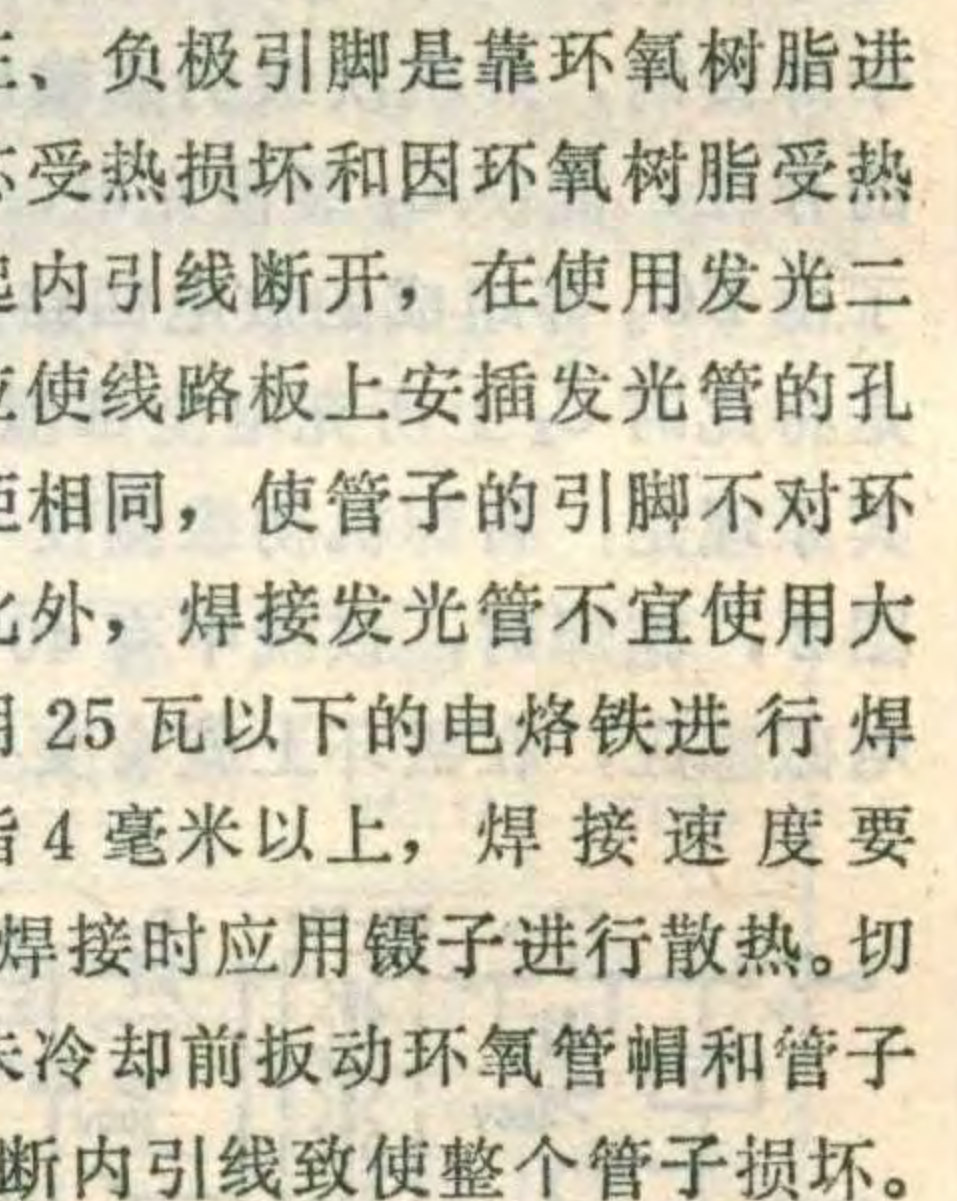 、负极引脚是靠环氧树脂进
受热损坏和因环氧树脂受热
起内引线断开，在使用发光二
应使线路板上安插发光管的孔
距相同，使管子的引脚不对环
此外，焊接发光管不宜使用大
用 25 瓦以下的电烙铁进行焊
脂 4 毫米以上，焊接速度要
焊接时应用镊子进行散热。切
未冷却前扳动环氧管帽和管子
断内引线致使整个管子损坏。